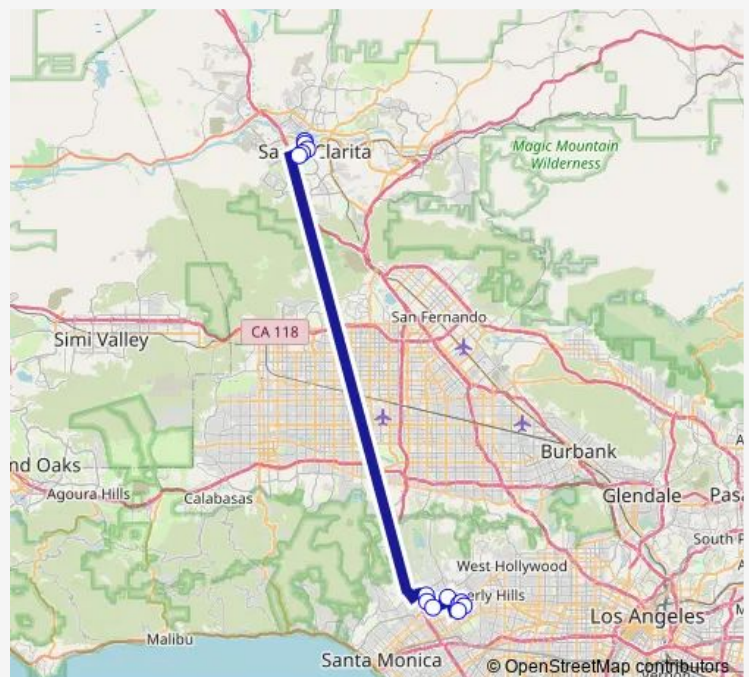 Sa Clarita
Magic Mountain
Wilderness
San Fernando
CA 118
Simi Valley
Burbank
nd Oaks
Agoura Hills
Calabasas
Glendale
Pasa
South P
West Hollywood
erly Hills
Los Angeles
Malibu
Santa Monica
© OpenStreetMap contributors